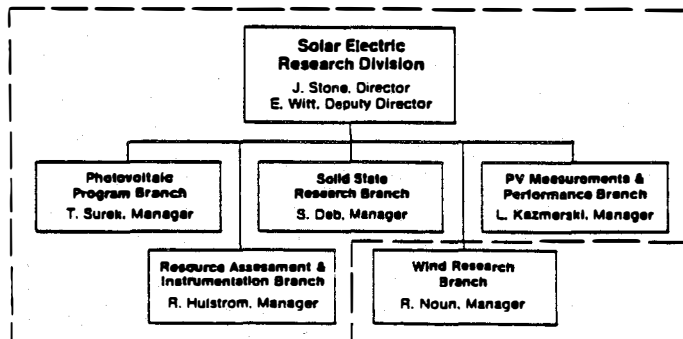 Solar Electric
Research Division
J. Stone, Director
E. Witt, Deputy Director
Photovoltaic
Program Branch
T. Surek, Manager
Solid State
Research Branch
S. Deb, Manager
PV Measurements &
Performance Branch
L. Kazmerski, Manager
Resource Assessment &
Instrumentation Branch
R. Hulstrom, Manager
Wind Research
Branch
R. Noun, Manager